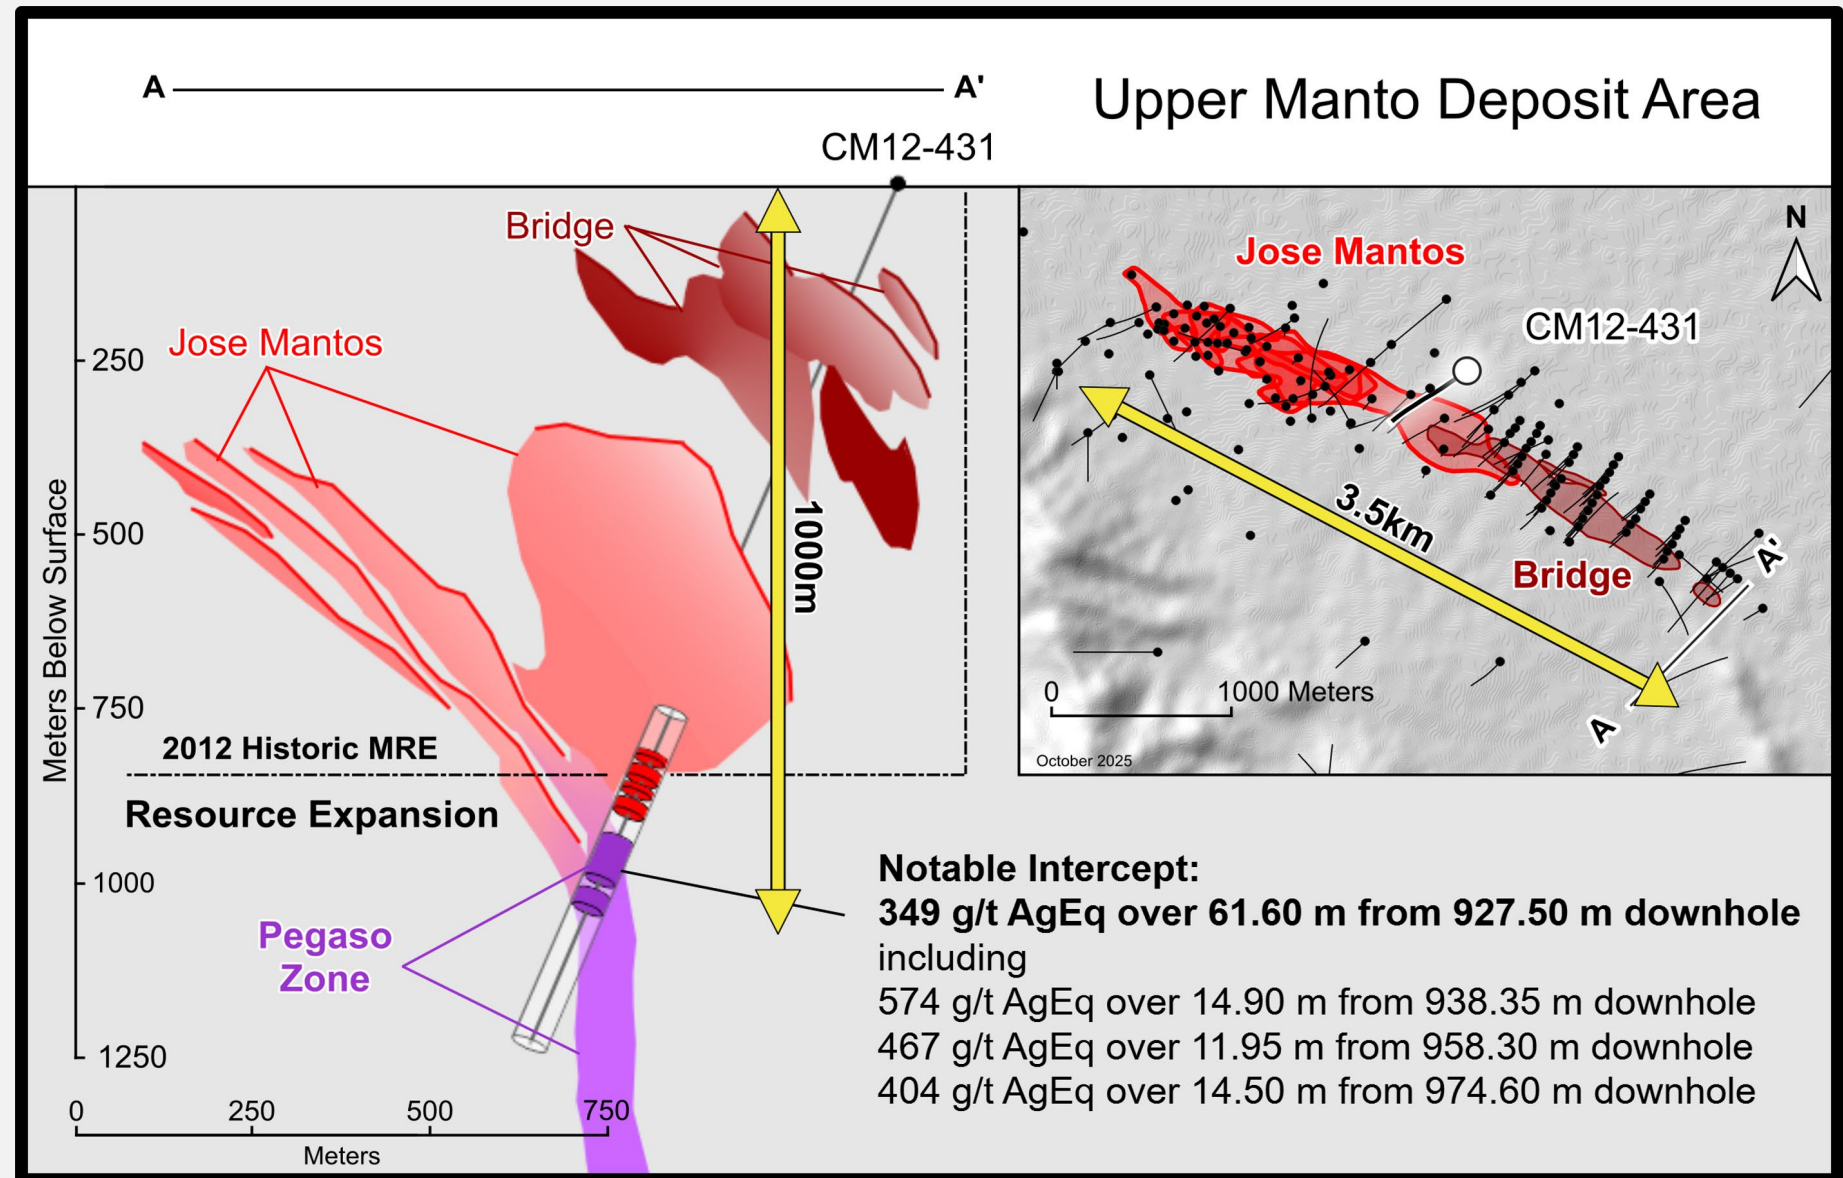 A
A'
Upper Manto Deposit Area
CM12-431
Bridge
Jose Mantos
250
500
750
1000
1250
Meters Below Surface
1000m
2012 Historic MRE
Resource Expansion
Pegaso
Zone
0
250
500
750
Meters
N
Jose Mantos
CM12-431
3.5km
Bridge
A'
A
0
1000 Meters
October 2025
Notable Intercept:
349 g/t AgEq over 61.60 m from 927.50 m downhole
including
574 g/t AgEq over 14.90 m from 938.35 m downhole
467 g/t AgEq over 11.95 m from 958.30 m downhole
404 g/t AgEq over 14.50 m from 974.60 m downhole